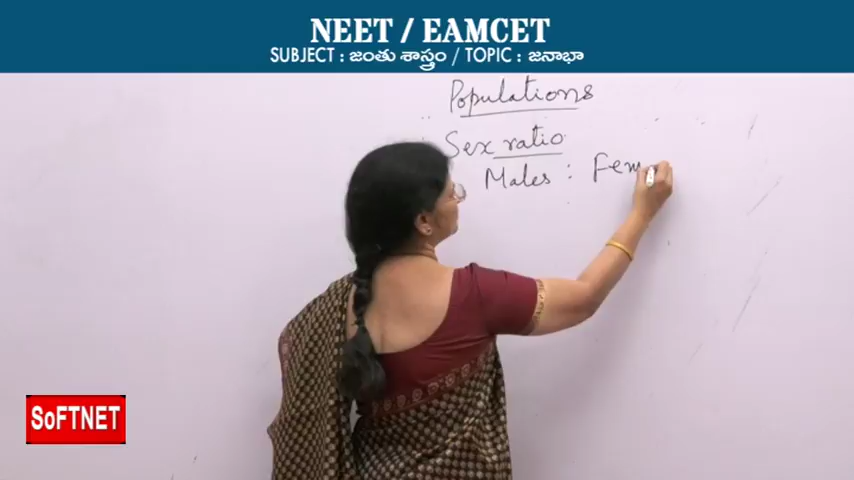 NEET / EAMCET
SUBJECT : జంతు శాస్త్రం / TOPIC : జనాభా
Populations
Sex ratio
Males : Fem
SoFTNET